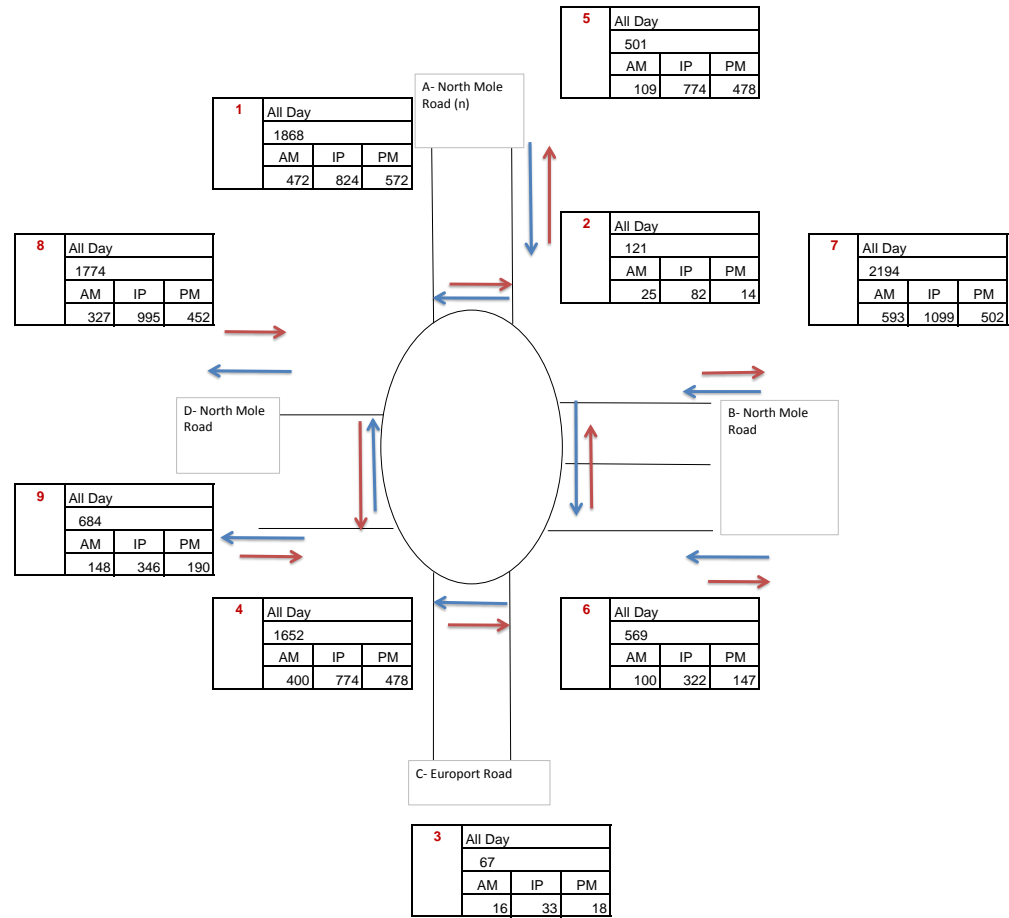 5 All Day
501
AM IP PM
109 774 478
A- North Mole
Road (n)
1 All Day
1868
AM IP PM
472 824 572
2 All Day
121
AM IP PM
25 82 14
8 All Day
1774
AM IP PM
327 995 452
7 All Day
2194
AM IP PM
593 1099 502
D- North Mole
Road
B- North Mole
Road
9 All Day
684
AM IP PM
148 346 190
4 All Day
1652
AM IP PM
400 774 478
6 All Day
569
AM IP PM
100 322 147
C- Europort Road
3 All Day
67
AM IP PM
16 33 18